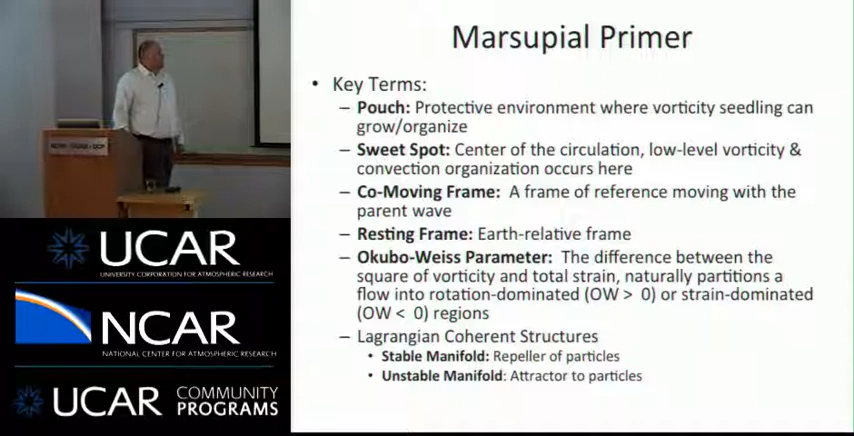 Marsupial Primer
• Key Terms:
– Pouch: Protective environment where vorticity seedling can
grow/organize
– Sweet Spot: Center of the circulation, low-level vorticity &
convection organization occurs here
– Co-Moving Frame: A frame of reference moving with the
parent wave
– Resting Frame: Earth-relative frame
– Okubo-Weiss Parameter: The difference between the
square of vorticity and total strain, naturally partitions a
flow into rotation-dominated (OW > 0) or strain-dominated
(OW < 0) regions
– Lagrangian Coherent Structures
• Stable Manifold: Repeller of particles
• Unstable Manifold: Attractor to particles
UCAR
UNIVERSITY CORPORATION FOR ATMOSPHERIC RESEARCH
NCAR
NATIONAL CENTER FOR ATMOSPHERIC RESEARCH
UCAR COMMUNITY
PROGRAMS